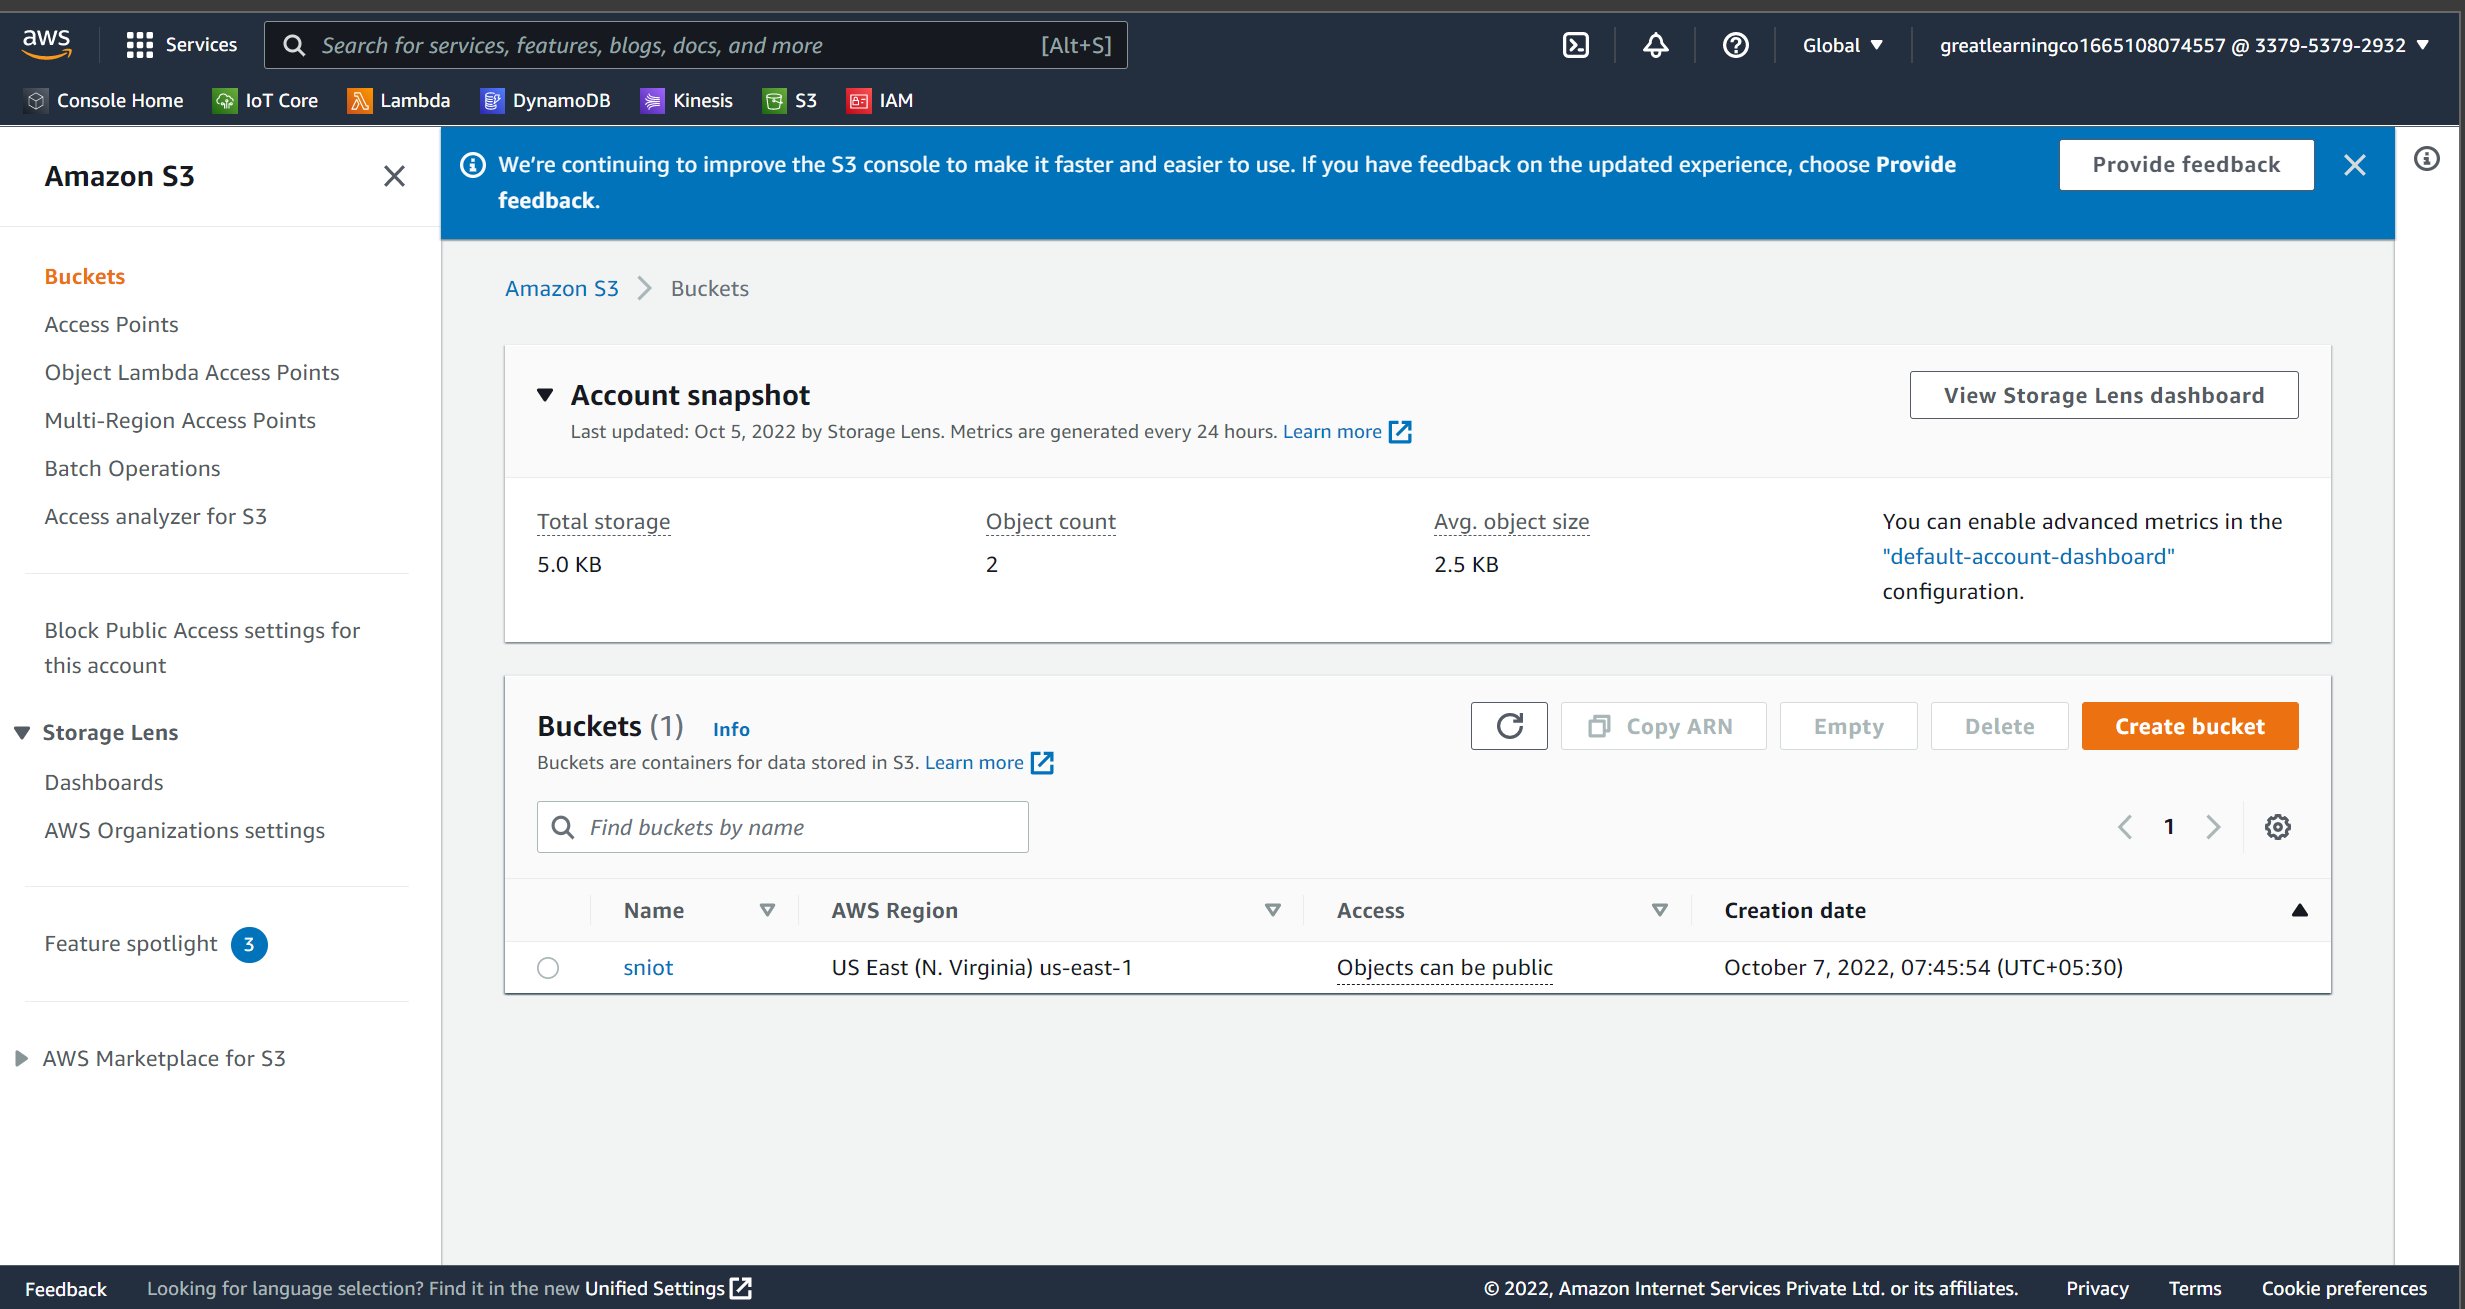 aws
Services
Search for services, features, blogs, docs, and more
[Alt+S]
Global
greatlearningco1665108074557 @ 3379-5379-2932
Console Home
IoT Core
Lambda
DynamoDB
Kinesis
S3
IAM
Amazon S3
Buckets
Access Points
Object Lambda Access Points
Multi-Region Access Points
Batch Operations
Access analyzer for S3
Block Public Access settings for
this account
Storage Lens
Dashboards
AWS Organizations settings
Feature spotlight 3
AWS Marketplace for S3
We're continuing to improve the S3 console to make it faster and easier to use. If you have feedback on the updated experience, choose Provide
feedback.
Provide feedback
Amazon S3
Buckets
Account snapshot
Last updated: Oct 5, 2022 by Storage Lens. Metrics are generated every 24 hours. Learn more
View Storage Lens dashboard
Total storage
5.0 KB
Object count
2
Avg. object size
2.5 KB
You can enable advanced metrics in the
"default-account-dashboard"
configuration.
Buckets (1) Info
Buckets are containers for data stored in S3. Learn more
Copy ARN
Empty
Delete
Create bucket
Find buckets by name
1
Name
AWS Region
Access
Creation date
sniot
US East (N. Virginia) us-east-1
Objects can be public
October 7, 2022, 07:45:54 (UTC+05:30)
Feedback
Looking for language selection? Find it in the new Unified Settings
© 2022, Amazon Internet Services Private Ltd. or its affiliates.
Privacy
Terms
Cookie preferences